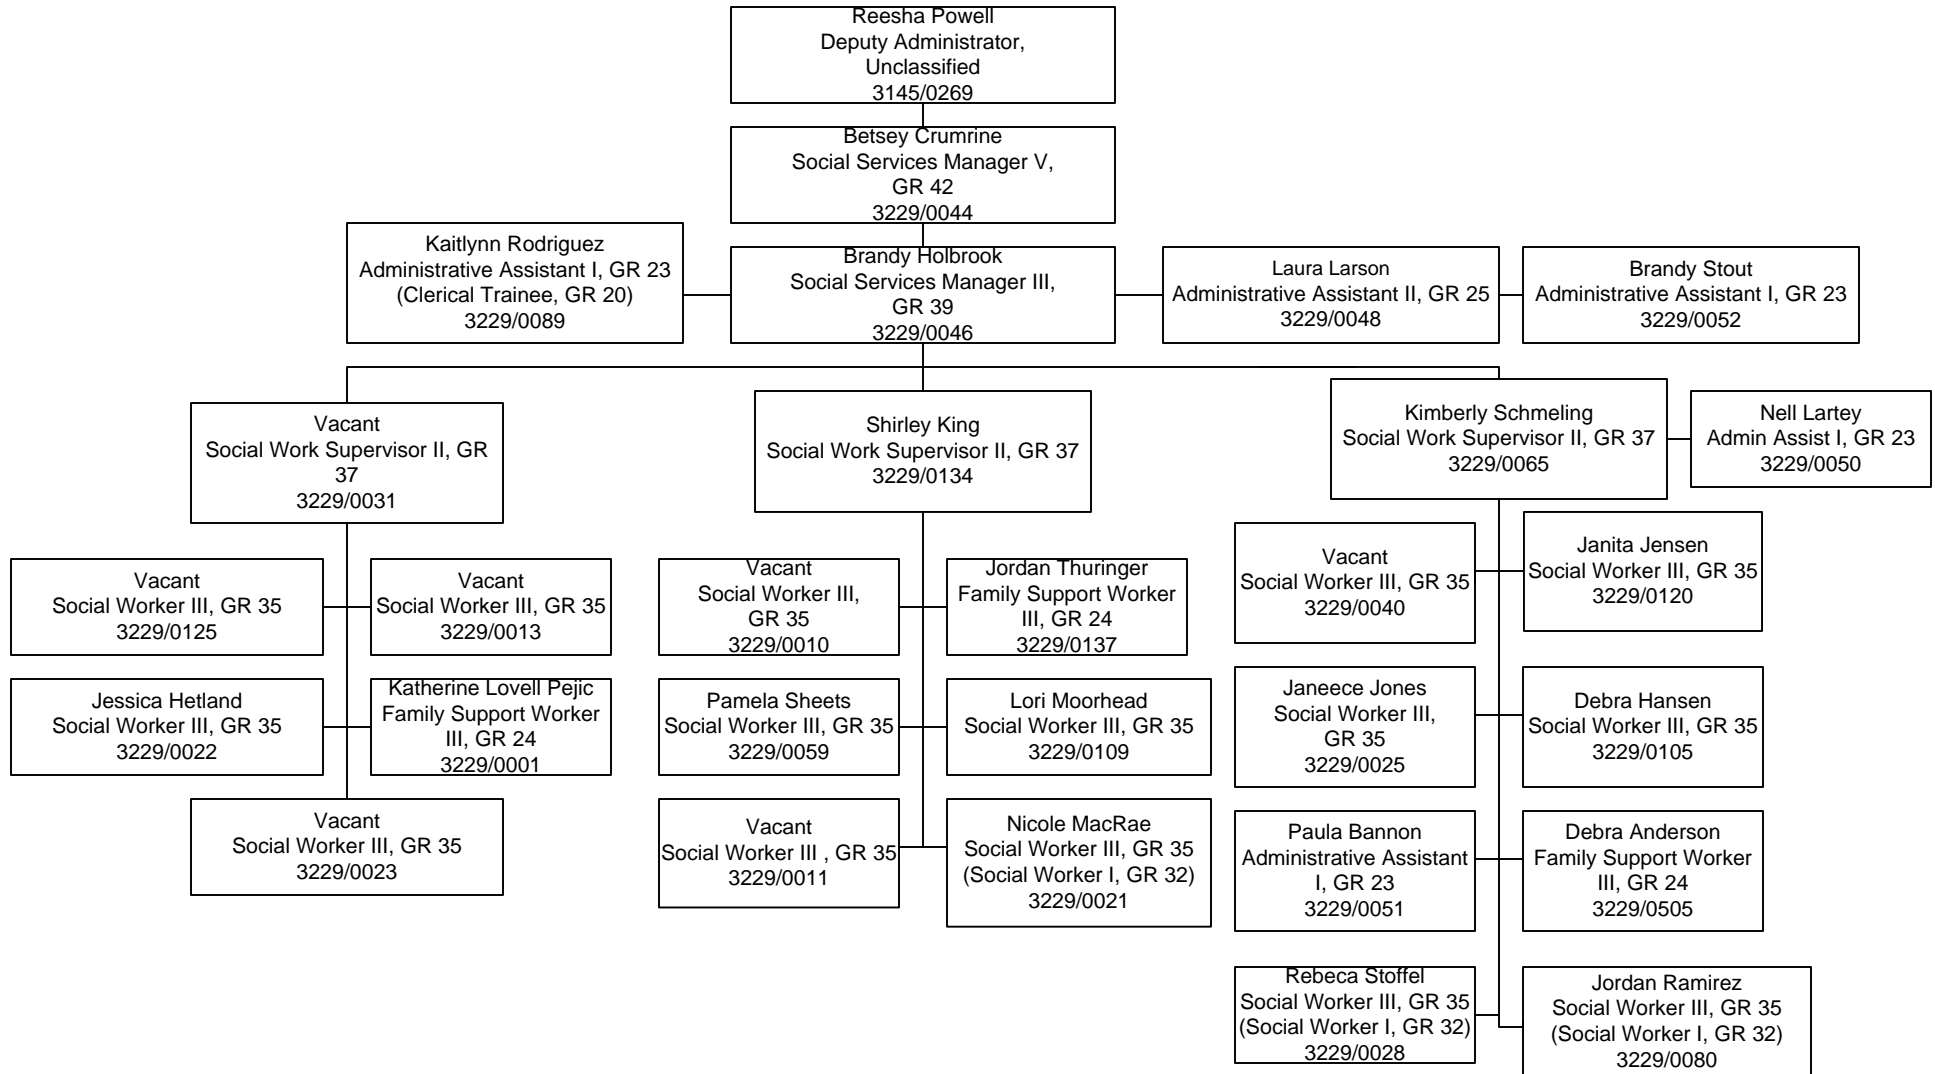 Reesha Powell
Deputy Administrator,
Unclassified
3145/0269
Betsey Crumrine
Social Services Manager V,
GR 42
3229/0044
Kaitlynn Rodriguez
Administrative Assistant I, GR 23
(Clerical Trainee, GR 20)
3229/0089
Brandy Holbrook
Social Services Manager III,
GR 39
3229/0046
Laura Larson
Administrative Assistant II, GR 25
3229/0048
Brandy Stout
Administrative Assistant I, GR 23
3229/0052
Vacant
Social Work Supervisor II, GR
37
3229/0031
Shirley King
Social Work Supervisor II, GR 37
3229/0134
Kimberly Schmeling
Social Work Supervisor II, GR 37
3229/0065
Nell Lartey
Admin Assist I, GR 23
3229/0050
Vacant
Social Worker III, GR 35
3229/0125
Vacant
Social Worker III, GR 35
3229/0013
Jessica Hetland
Social Worker III, GR 35
3229/0022
Katherine Lovell Pejic
Family Support Worker
III, GR 24
3229/0001
Vacant
Social Worker III, GR 35
3229/0023
Vacant
Social Worker III,
GR 35
3229/0010
Jordan Thuringer
Family Support Worker
III, GR 24
3229/0137
Pamela Sheets
Social Worker III, GR 35
3229/0059
Lori Moorhead
Social Worker III, GR 35
3229/0109
Vacant
Social Worker III , GR 35
3229/0011
Nicole MacRae
Social Worker III, GR 35
(Social Worker I, GR 32)
3229/0021
Vacant
Social Worker III, GR 35
3229/0040
Janita Jensen
Social Worker III, GR 35
3229/0120
Janeece Jones
Social Worker III,
GR 35
3229/0025
Debra Hansen
Social Worker III, GR 35
3229/0105
Paula Bannon
Administrative Assistant
I, GR 23
3229/0051
Debra Anderson
Family Support Worker
III, GR 24
3229/0505
Rebeca Stoffel
Social Worker III, GR 35
(Social Worker I, GR 32)
3229/0028
Jordan Ramirez
Social Worker III, GR 35
(Social Worker I, GR 32)
3229/0080